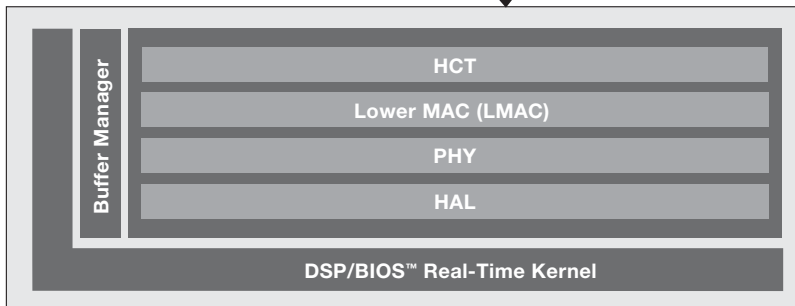 Buffer Manager
HCT
Lower MAC (LMAC)
PHY
HAL
DSP/BIOS™ Real-Time Kernel